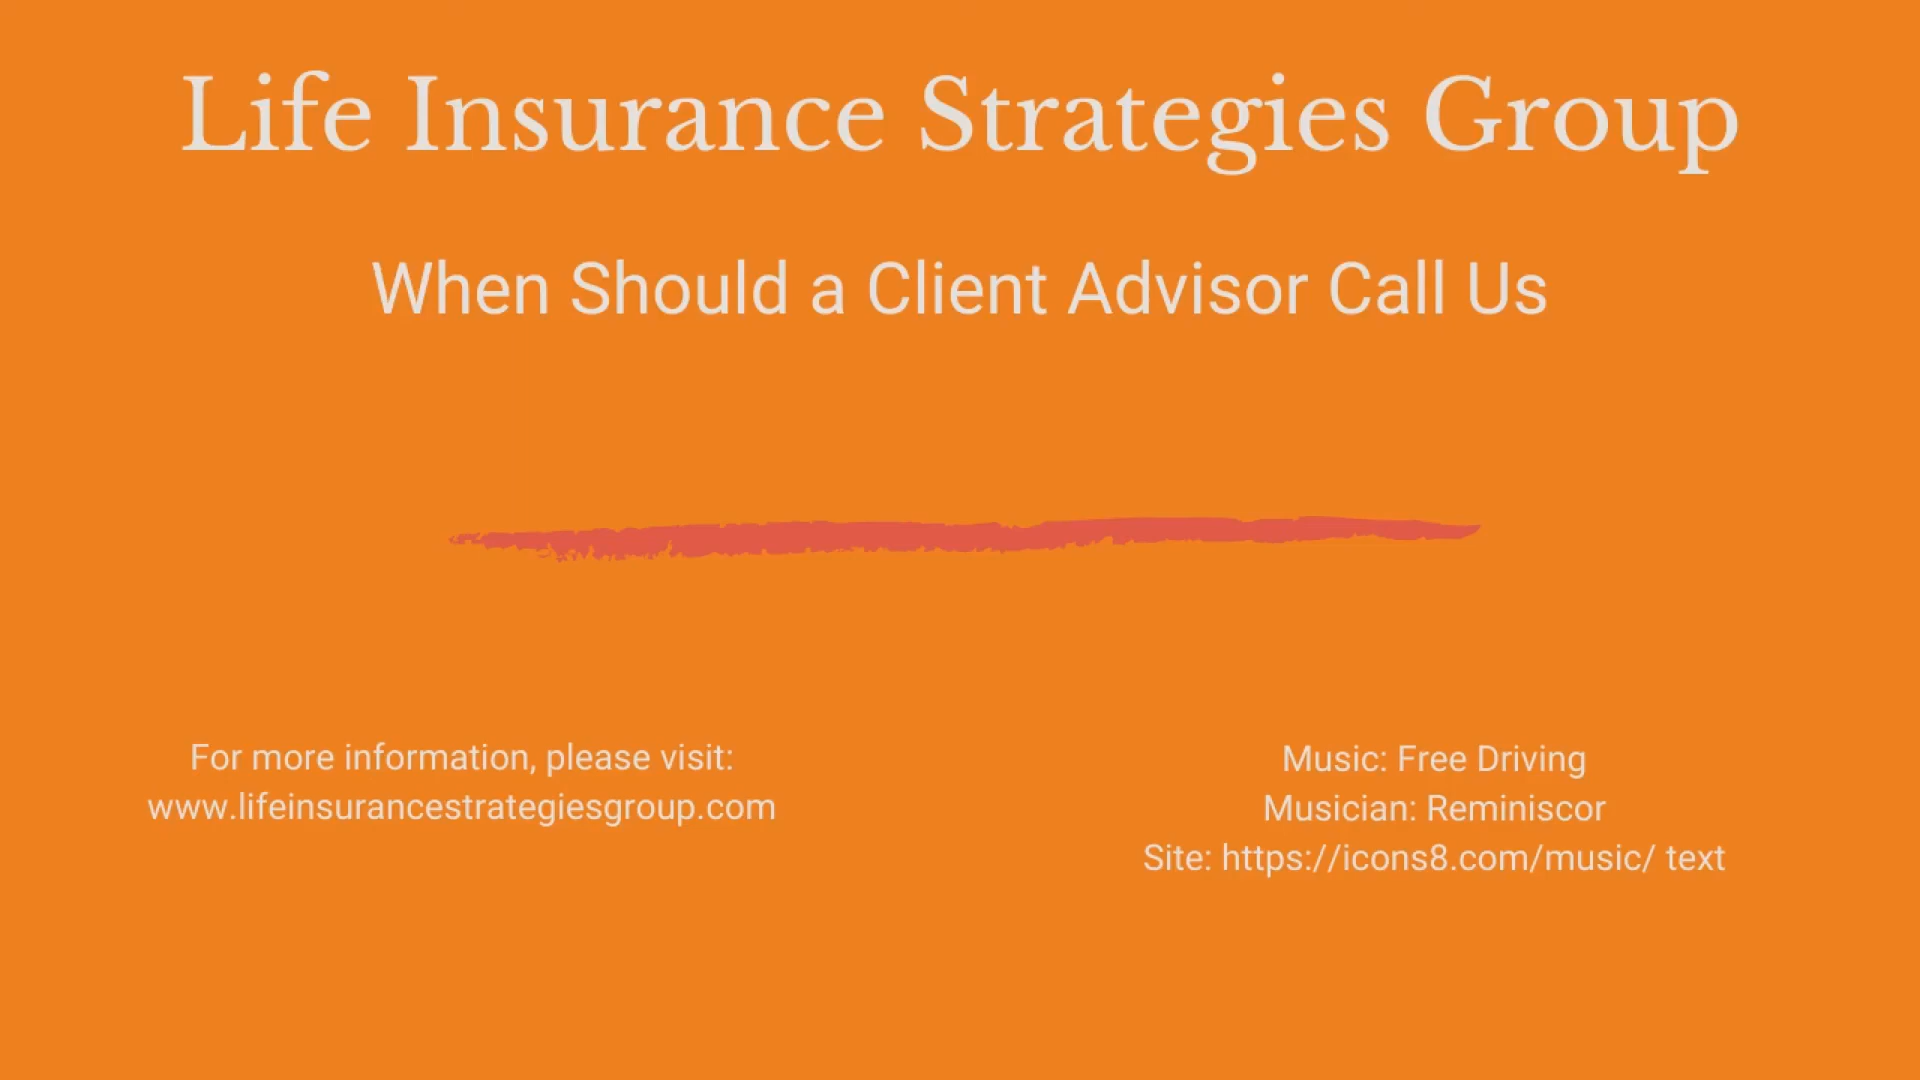 Life Insurance Strategies Group
When Should a Client Advisor Call Us
For more information, please visit:
www.lifeinsurancestrategiesgroup.com
Music: Free Driving
Musician: Reminiscor
Site: https://icons8.com/music/ text